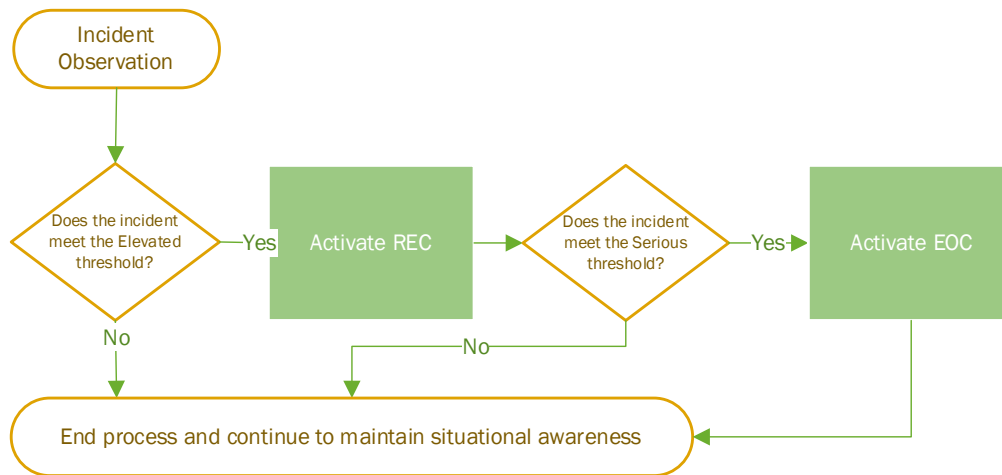 Incident
Observation
Does the incident
meet the Elevated
threshold?
Yes
Activate REC
Does the incident
meet the Serious
threshold?
Yes
Activate EOC
No
No
End process and continue to maintain situational awareness